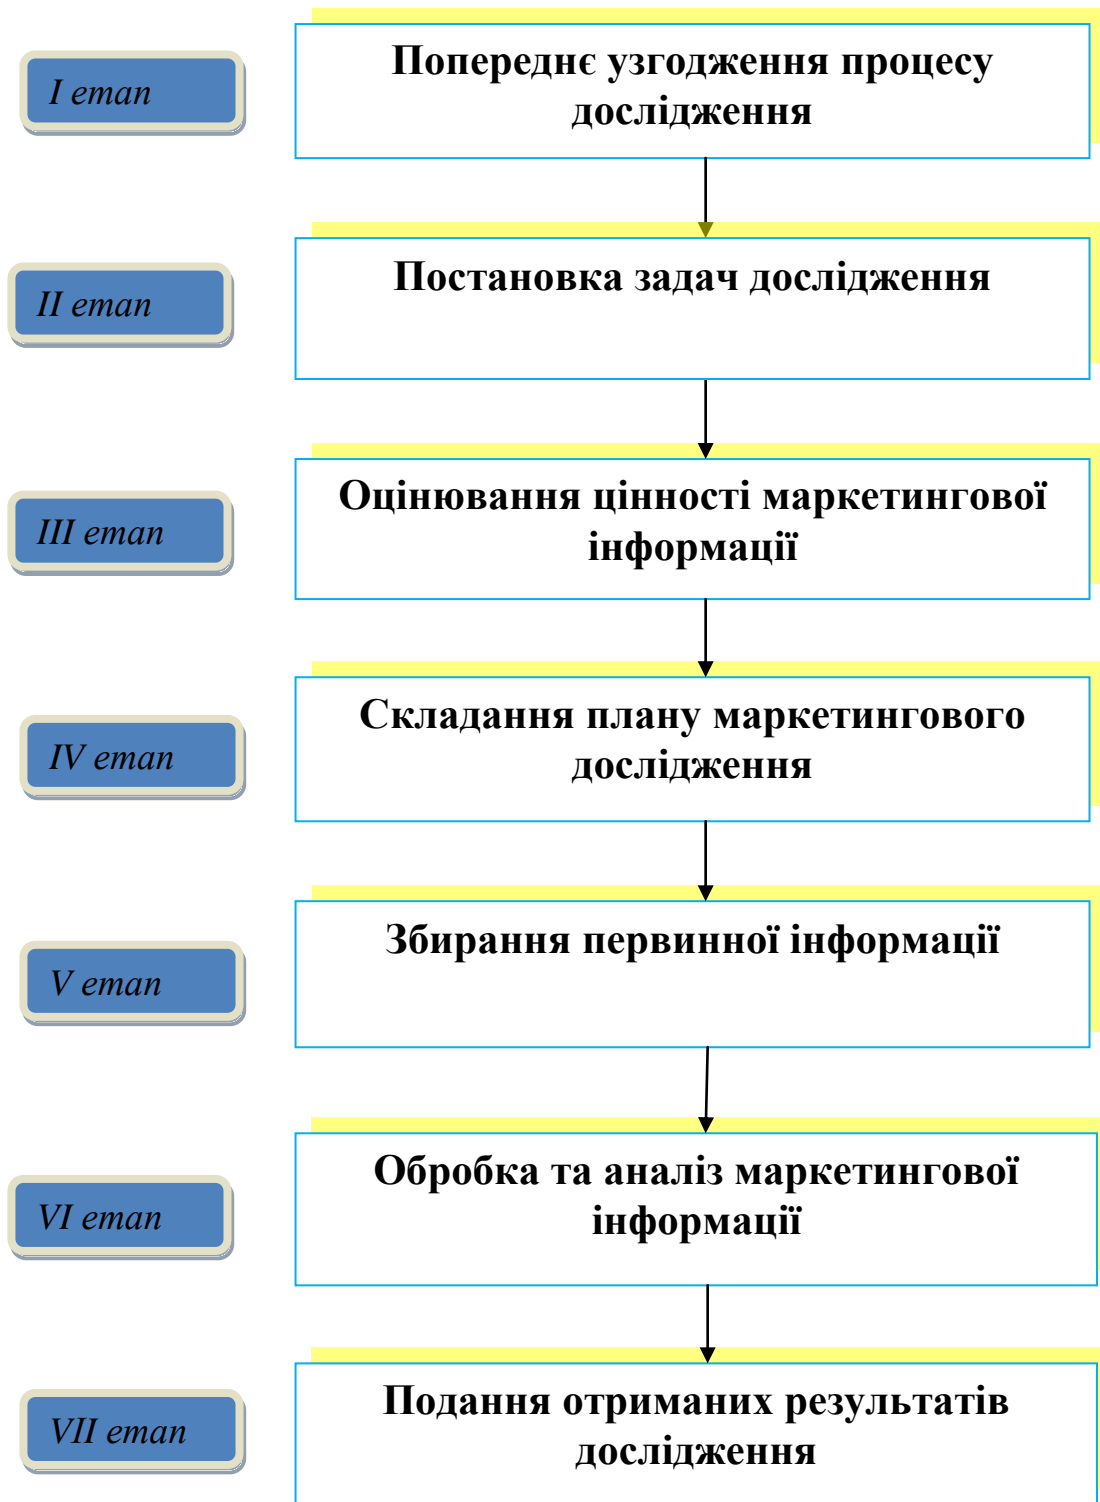 I етап
Попереднє узгодження процесу
дослідження
II етап
Постановка задач дослідження
III етап
Оцінювання цінності маркетингової
інформації
IV етап
Складання плану маркетингового
дослідження
V етап
Збирання первинної інформації
VI етап
Обробка та аналіз маркетингової
інформації
VII етап
Подання отриманих результатів
дослідження